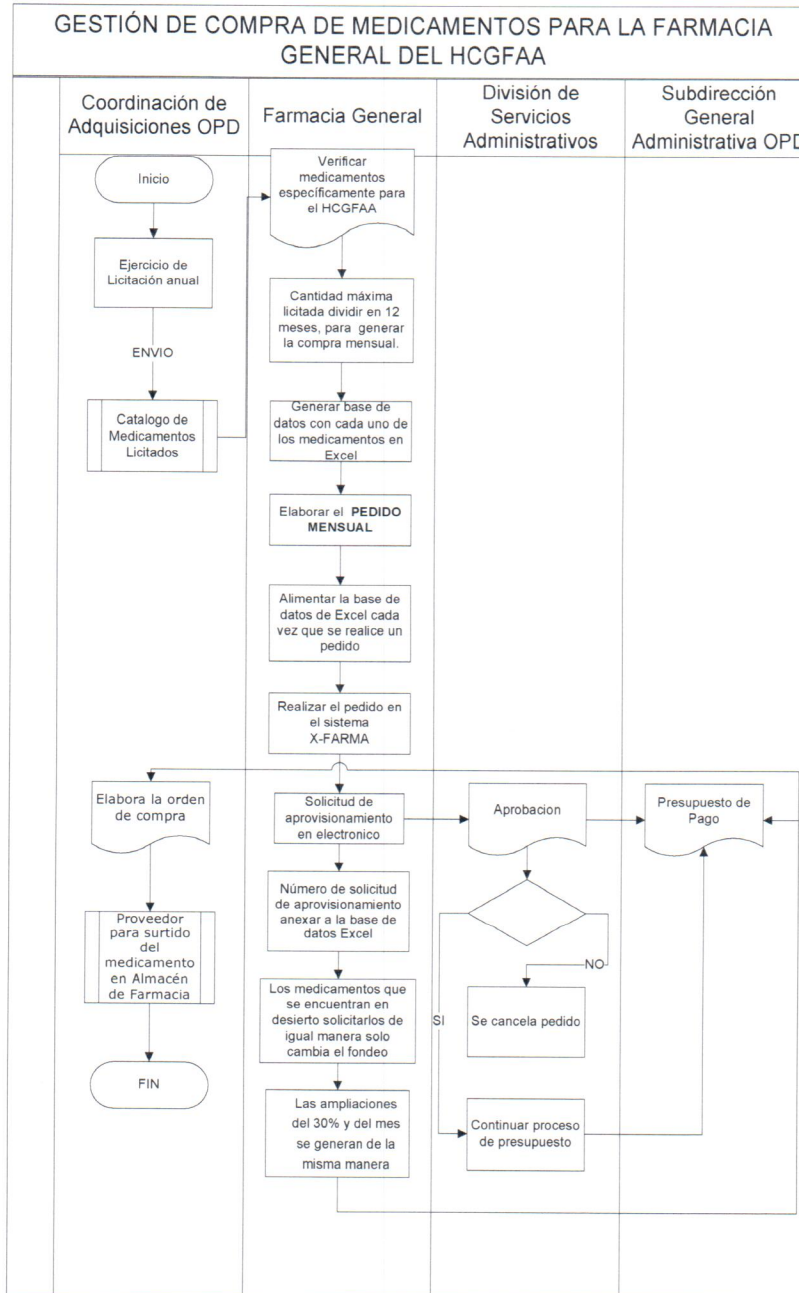 GESTIÓN DE COMPRA DE MEDICAMENTOS PARA LA FARMACIA
GENERAL DEL HCGFAA
Coordinación de
Adquisiciones OPD
Farmacia General
División de
Servicios
Administrativos
Subdirección
General
Administrativa OPD
Inicio
Ejercicio de
Licitación anual
ENVIO
Catalogo de
Medicamentos
Licitados
Verificar
medicamentos
específicamente para
el HCGFAA
Cantidad máxima
licitada dividir en 12
meses, para generar
la compra mensual.
Generar base de
datos con cada uno de
los medicamentos en
Excel
Elaborar el PEDIDO
MENSUAL
Alimentar la base de
datos de Excel cada
vez que se realice un
pedido
Realizar el pedido en
el sistema
X-FARMA
Elabora la orden
de compra
Solicitud de
aprovisionamiento
en electronico
Aprobacion
Presupuesto de
Pago
Número de solicitud
de aprovisionamiento
anexar a la base de
datos Excel
Proveedor
para surtido
del
medicamento
en Almacén
de Farmacia
NO
Los medicamentos que
se encuentran en
desierto solicitarlos de
igual manera solo
cambia el fondeo
SI
Se cancela pedido
FIN
Las ampliaciones
del 30% y del mes
se generan de la
misma manera
Continuar proceso
de presupuesto